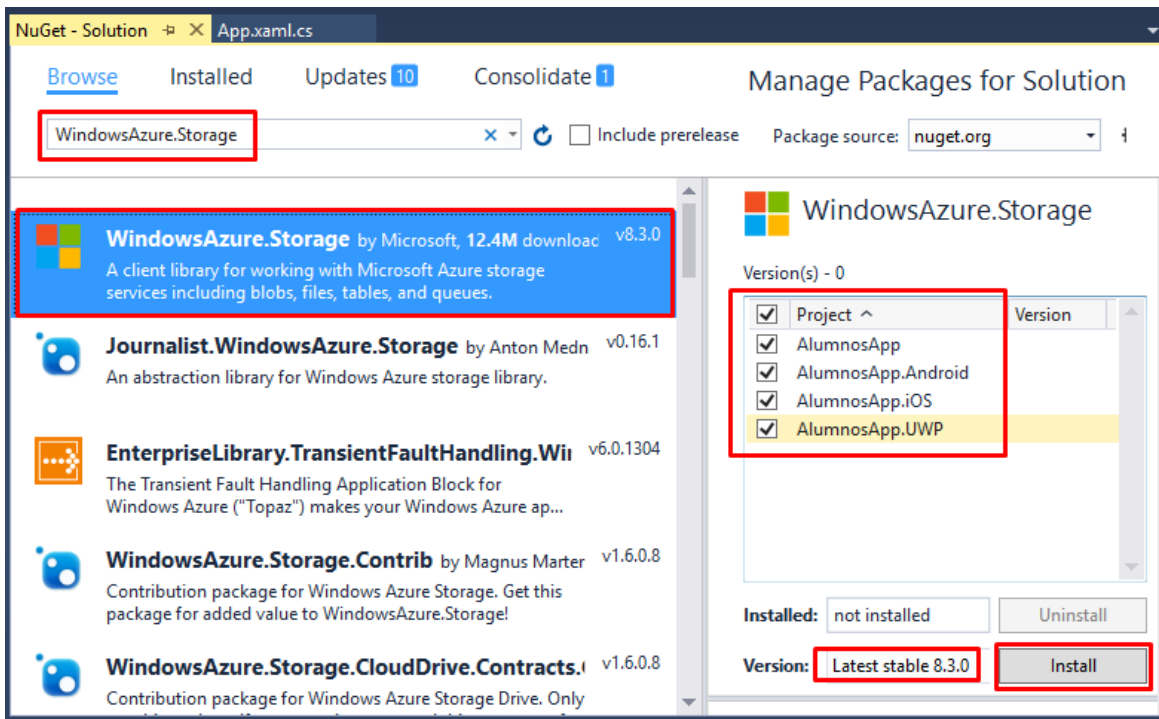 NuGet - Solution App.xaml.cs
Browse Installed Updates 10 Consolidate 1 Manage Packages for Solution
WindowsAzure.Storage Include prerelease Package source: nuget.org
WindowsAzure.Storage by Microsoft, 12.4M download v8.3.0
A client library for working with Microsoft Azure storage
services including blobs, files, tables, and queues.
Journalist.WindowsAzure.Storage by Anton Medn v0.16.1
An abstraction library for Windows Azure storage library.
EnterpriseLibrary.TransientFaultHandling.Wi v6.0.1304
The Transient Fault Handling Application Block for
Windows Azure ("Topaz") makes your Windows Azure ap...
WindowsAzure.Storage.Contrib by Magnus Marter v1.6.0.8
Contribution package for Windows Azure Storage. Get this
package for added value to WindowsAzure.Storage!
WindowsAzure.Storage.CloudDrive.Contracts. v1.6.0.8
Contribution package for Windows Azure Storage Drive. Only
WindowsAzure.Storage
Version(s) - 0
Project Version
AlumnosApp
AlumnosApp.Android
AlumnosApp.iOS
AlumnosApp.UWP
Installed: not installed Uninstall
Version: Latest stable 8.3.0 Install